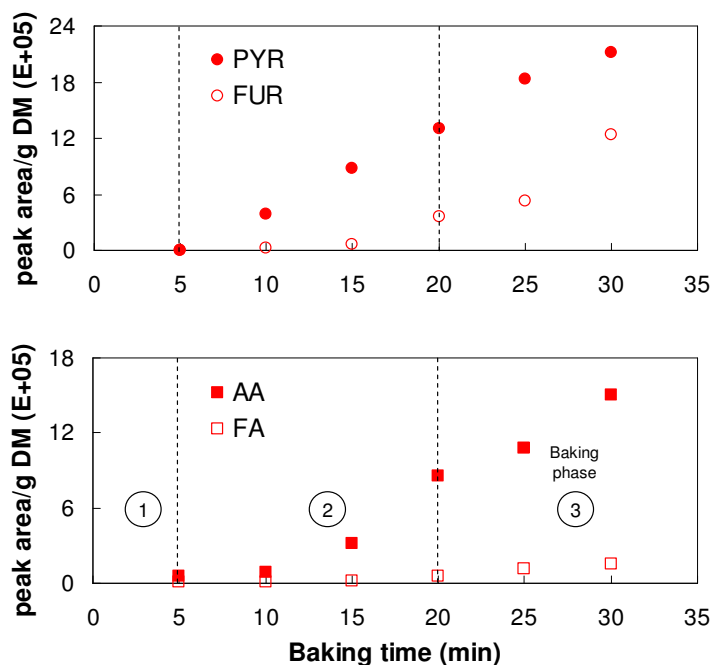 peak area/g DM (E+05)
24
18
12
6
0
PYR
FUR
0 5 10 15 20 25 30 35
peak area/g DM (E+05)
18
12
6
0
AA
FA
Baking
phase
1 2 3
0 5 10 15 20 25 30 35
Baking time (min)